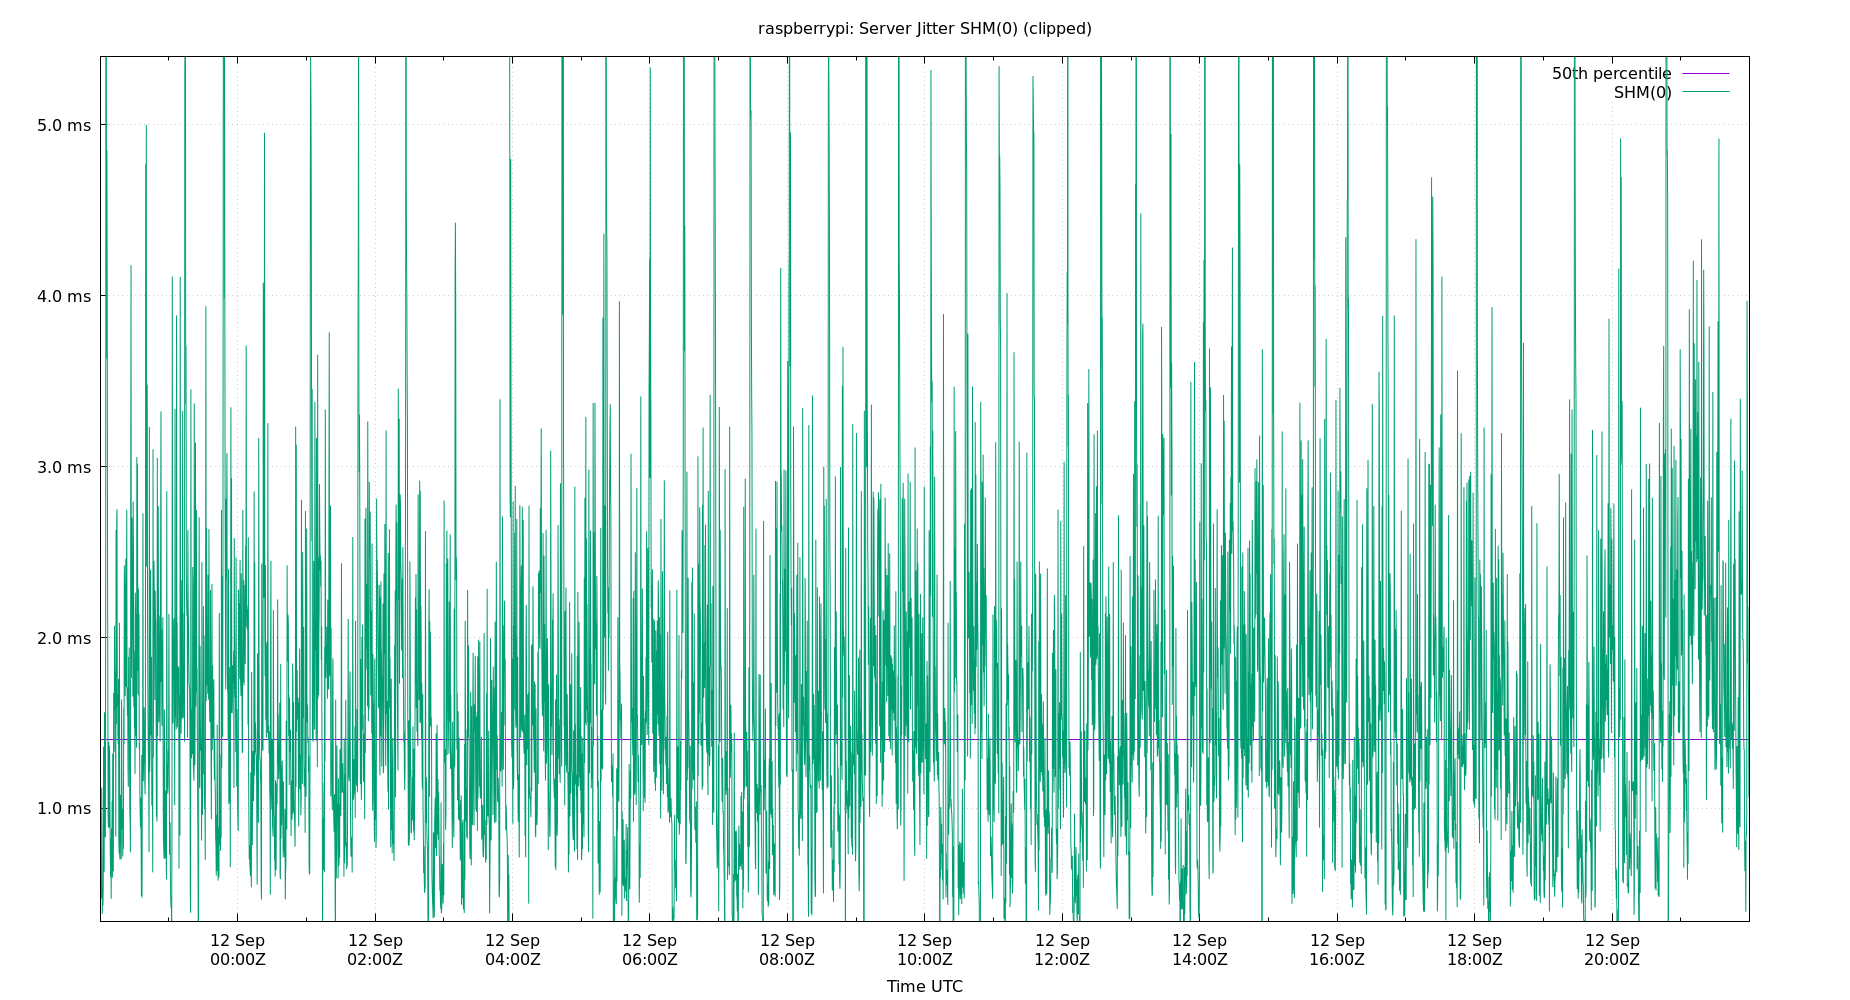 raspberrypi: Server Jitter SHM(0) (clipped)
50th percentile
SHM(0)
5.0 ms
4.0 ms
3.0 ms
2.0 ms
1.0 ms
12 Sep 12 Sep 12 Sep 12 Sep 12 Sep 12 Sep 12 Sep 12 Sep 12 Sep 12 Sep 12 Sep
00:00Z 02:00Z 04:00Z 06:00Z 08:00Z 10:00Z 12:00Z 14:00Z 16:00Z 18:00Z 20:00Z
Time UTC